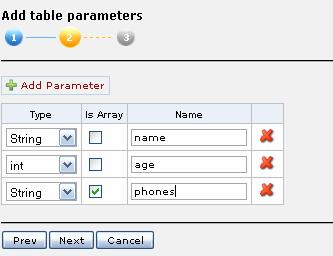 Add table parameters
1 2 3
Add Parameter
Type Is Array Name
String name
int age
String phones
Prev Next Cancel